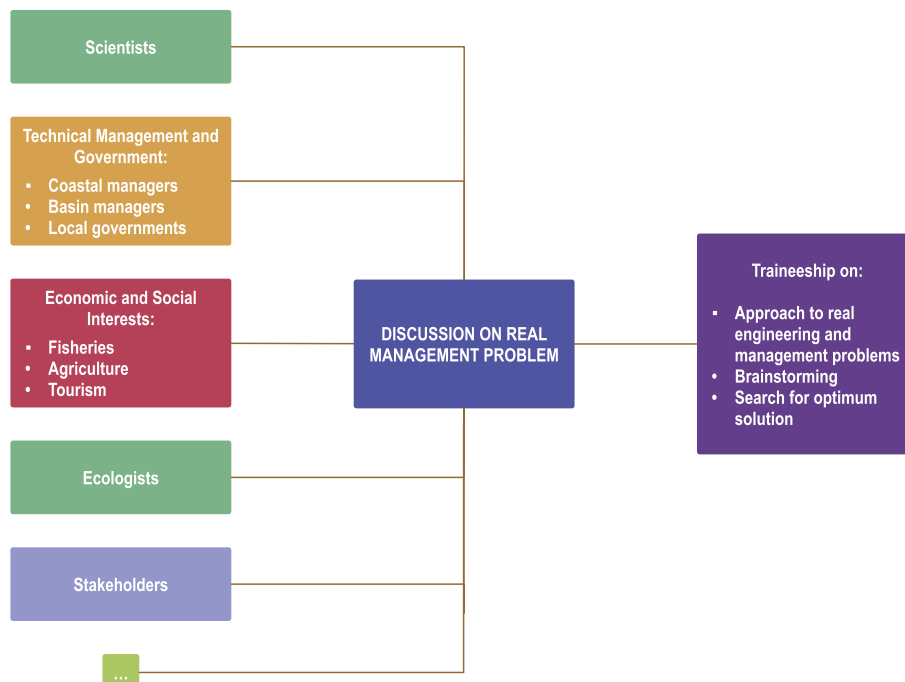 Scientists
Technical Management and
Government:
▪ Coastal managers
• Basin managers
• Local governments
Economic and Social
Interests:
▪ Fisheries
• Agriculture
• Tourism
Ecologists
Stakeholders
...
DISCUSSION ON REAL
MANAGEMENT PROBLEM
Traineeship on:
▪ Approach to real
engineering and
management problems
• Brainstorming
• Search for optimum
solution